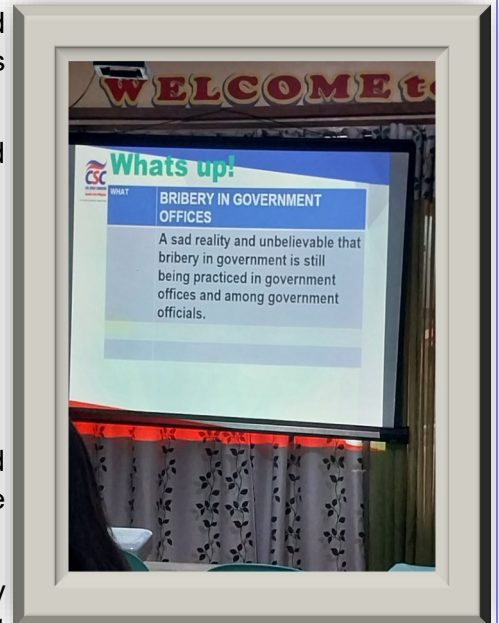 WELCOME to
CSC
Whats up!
WHAT
BRIBERY IN GOVERNMENT
OFFICES
A sad reality and unbelievable that
bribery in government is still
being practiced in government
offices and among government
officials.